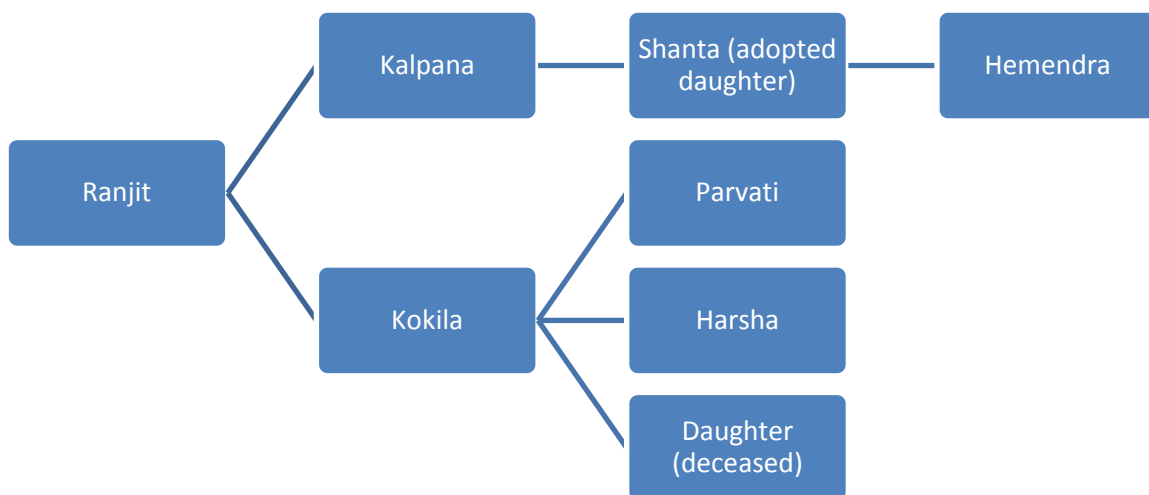 Ranjit
Kalpana
Shanta (adopted
daughter)
Hemendra
Kokila
Parvati
Harsha
Daughter
(deceased)